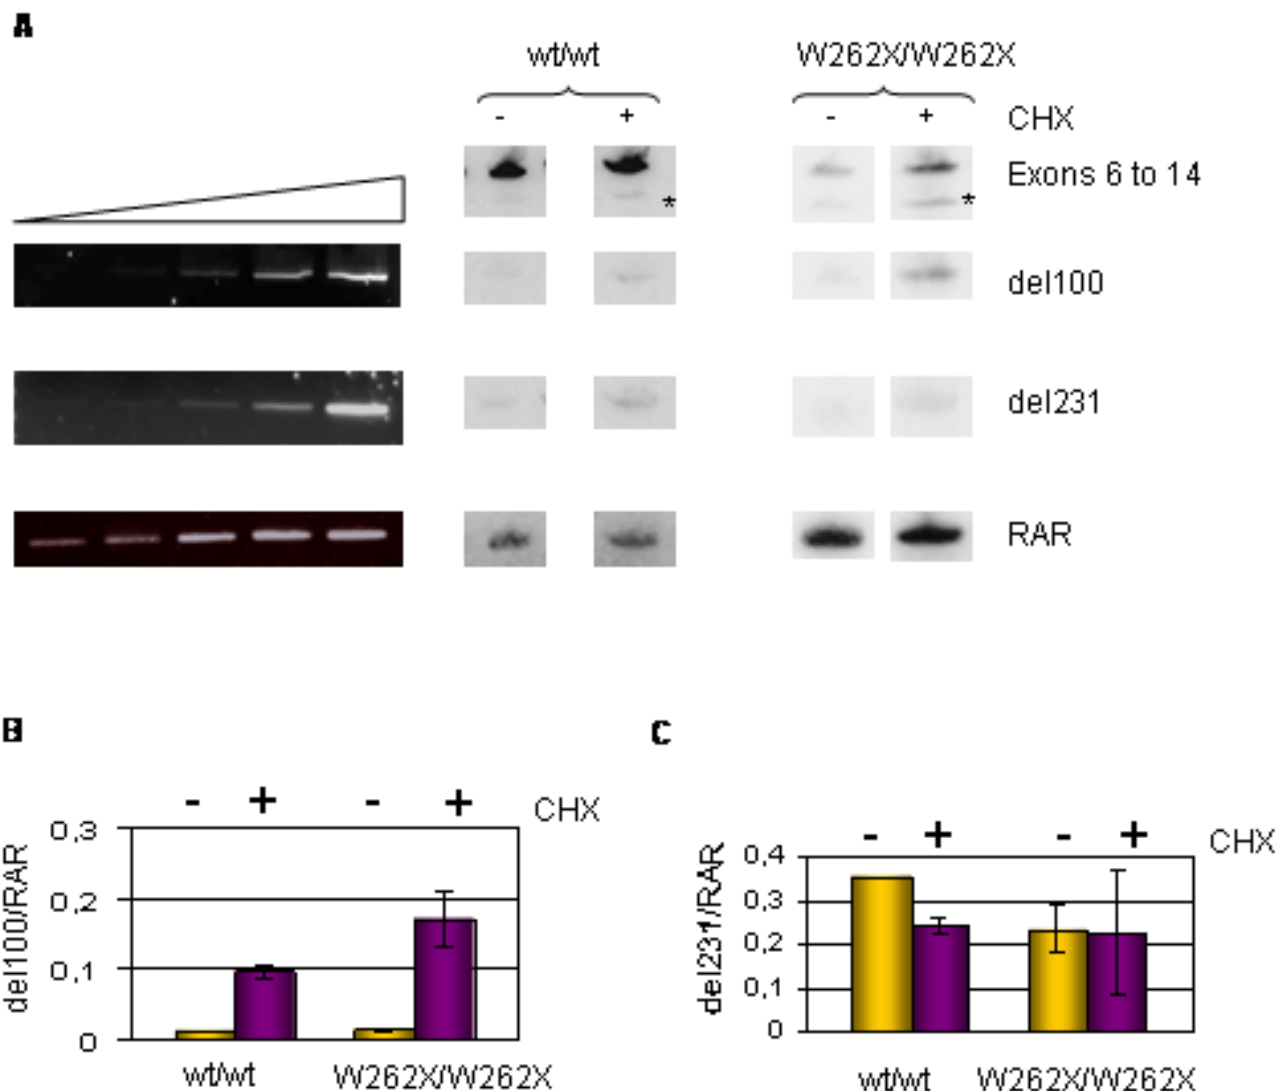 A
wt/wt
W262X/W262X
- + - + CHX
Exons 6 to 14
*
*
del100
del231
RAR
B
- + - + CHX
0,3
0,2
0,1
0
del100/RAR
wt/wt
W262X/W262X
C
- + - + CHX
0,4
0,3
0,2
0,1
0
del231/RAR
wt/wt
W262X/W262X